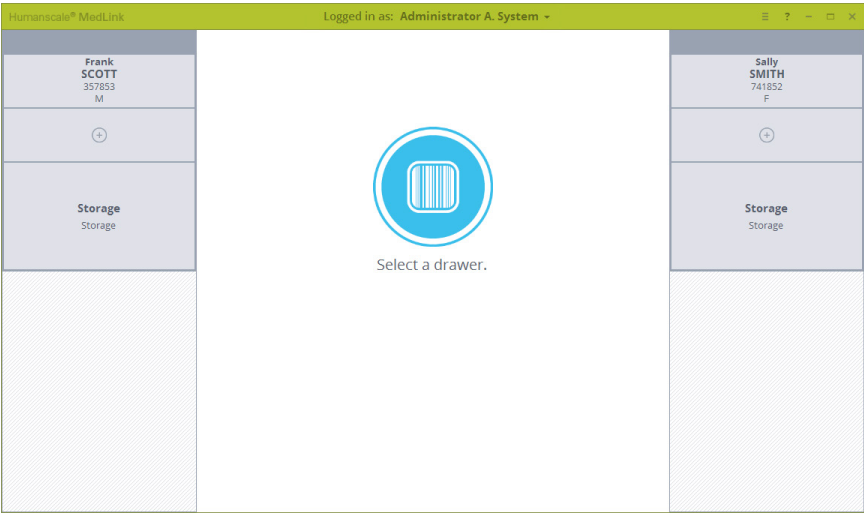 Humanscale® MedLink
Logged in as: Administrator A. System
?
Frank
SCOTT
357853
M
Storage
Storage
Select a drawer.
Sally
SMITH
741852
F
Storage
Storage